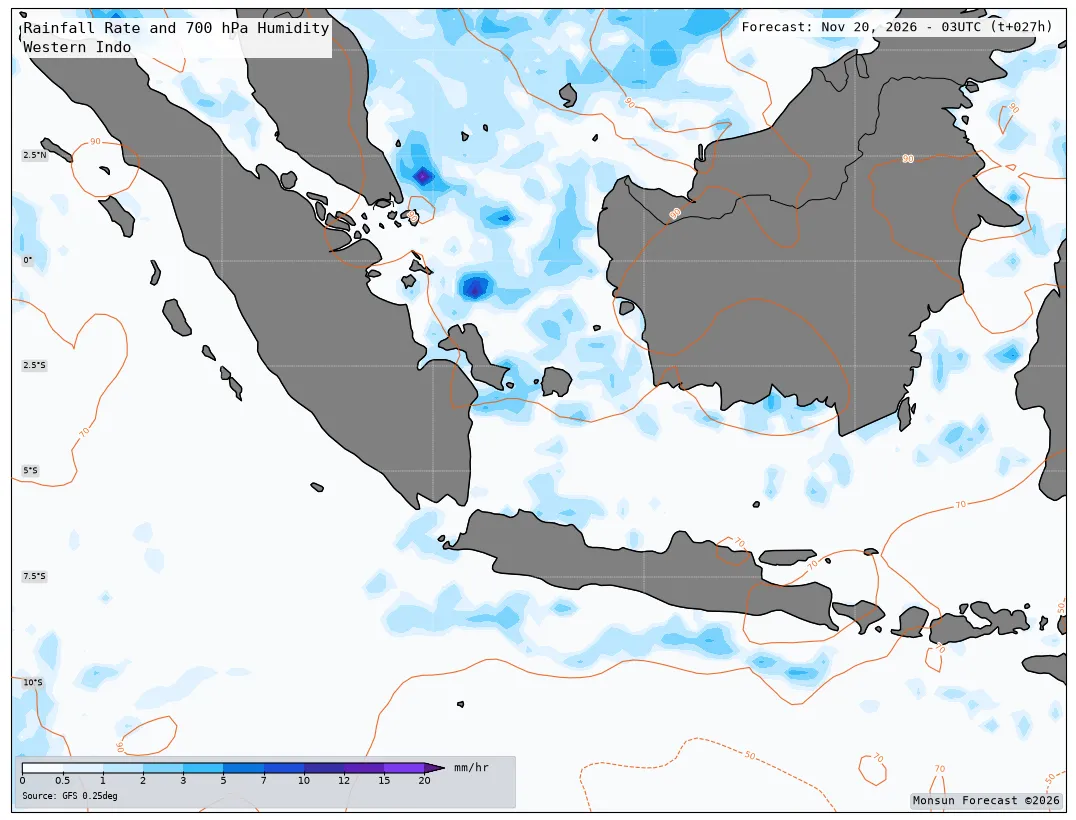 Rainfall Rate and 700 hPa Humidity
Western Indo
Forecast: Nov 20, 2026 - 03UTC (t+027h)
90
90
90
2.5°N
90
90
0°
2.5°S
70
5°S
70
70
70
7.5°S
50
70
10°S
90
50
70
70
50
0 0.5 1 2 3 5 7 10 12 15 20 mm/hr
Source: GFS 0.25deg
Monsun Forecast ©2026